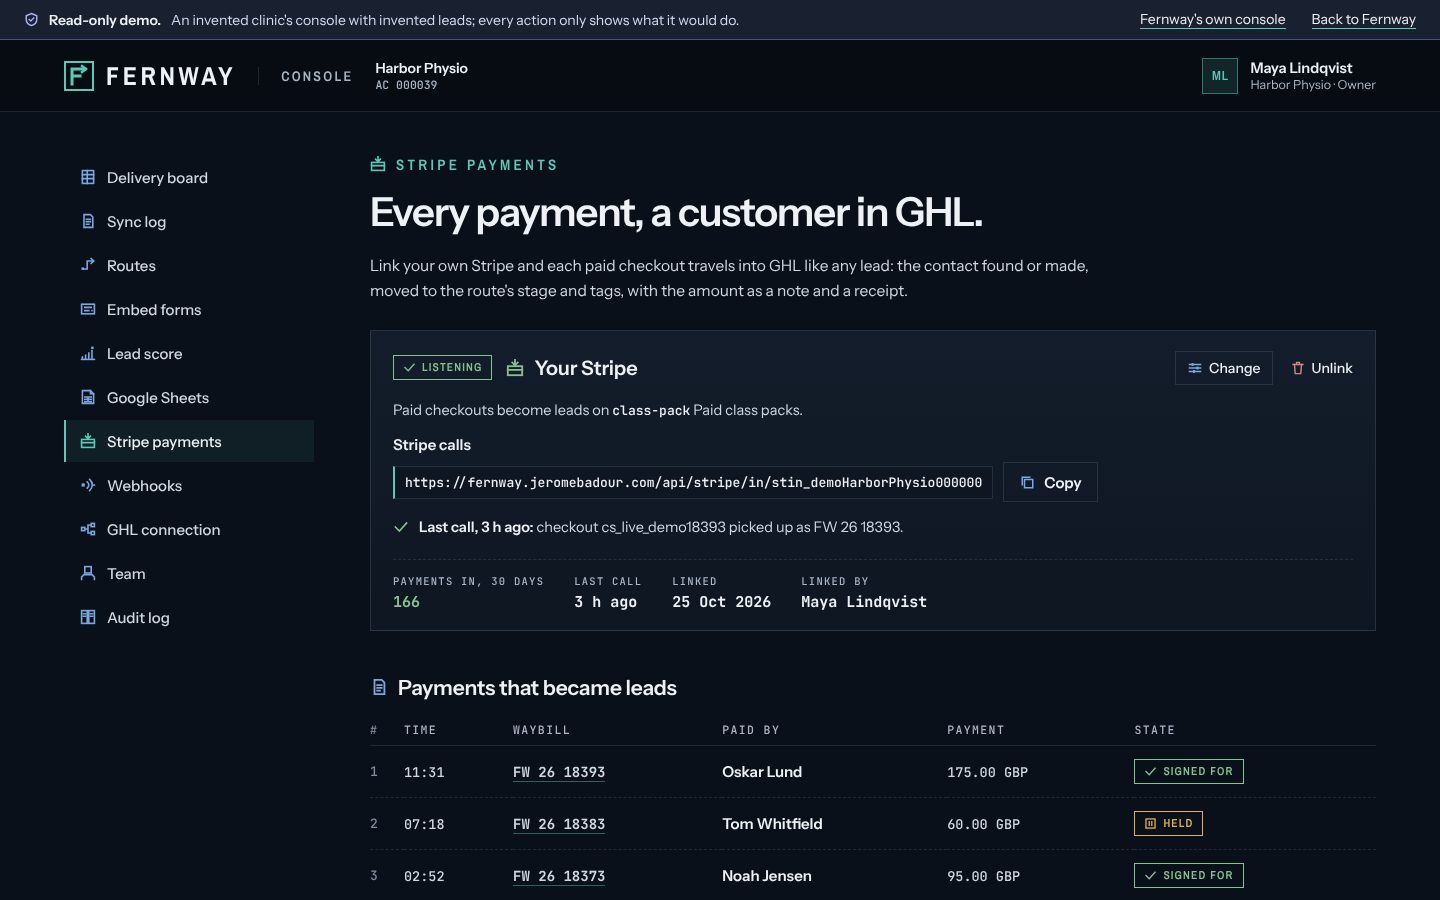 Read-only demo. An invented clinic's console with invented leads; every action only shows what it would do.
Fernway's own console
Back to Fernway
FERNWAY
CONSOLE
Harbor Physio
AC 000039
ML
Maya Lindqvist
Harbor Physio · Owner
Delivery board
Sync log
Routes
Embed forms
Lead score
Google Sheets
Stripe payments
Webhooks
GHL connection
Team
Audit log
STRIPE PAYMENTS
Every payment, a customer in GHL.
Link your own Stripe and each paid checkout travels into GHL like any lead: the contact found or made,
moved to the route's stage and tags, with the amount as a note and a receipt.
LISTENING
Your Stripe
Change
Unlink
Paid checkouts become leads on class-pack Paid class packs.
Stripe calls
https://fernway.jeromebadour.com/api/stripe/in/stin_demoHarborPhysio000000
Copy
Last call, 3 h ago: checkout cs_live_demo18393 picked up as FW 26 18393.
PAYMENTS IN, 30 DAYS LAST CALL LINKED LINKED BY
166 3 h ago 25 Oct 2026 Maya Lindqvist
Payments that became leads
# TIME WAYBILL PAID BY PAYMENT STATE
1 11:31 FW 26 18393 Oskar Lund 175.00 GBP SIGNED FOR
2 07:18 FW 26 18383 Tom Whitfield 60.00 GBP HELD
3 02:52 FW 26 18373 Noah Jensen 95.00 GBP SIGNED FOR